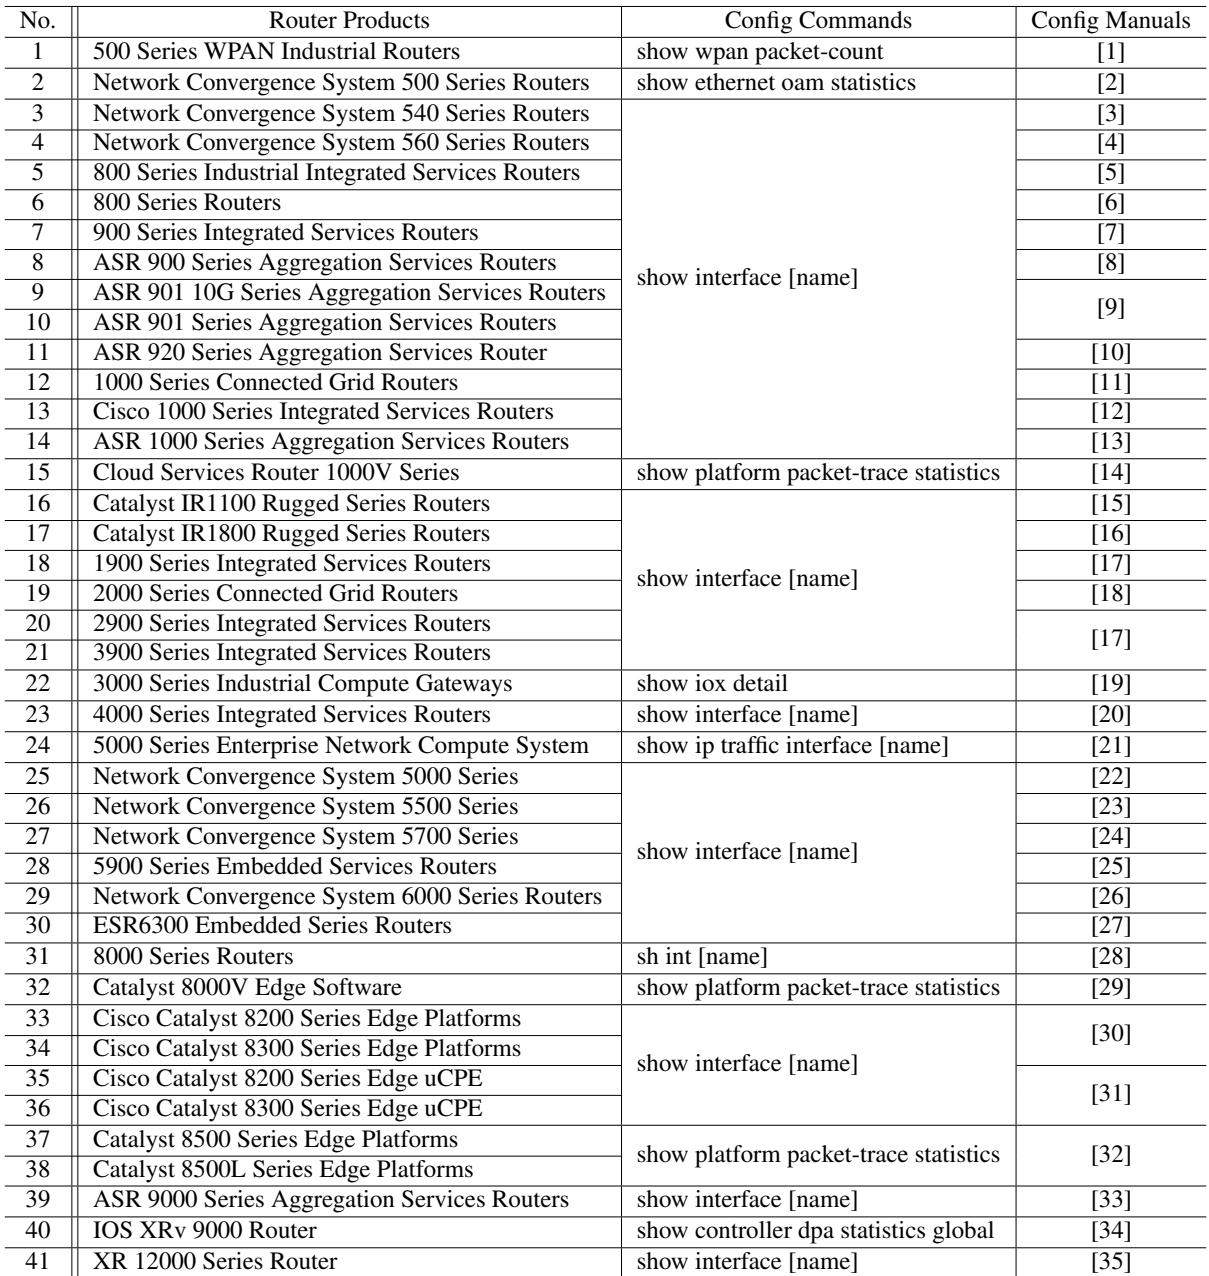 No. Router Products Config Commands Config Manuals
1 500 Series WPAN Industrial Routers show wpan packet-count [1]
2 Network Convergence System 500 Series Routers show ethernet oam statistics [2]
3 Network Convergence System 540 Series Routers [3]
4 Network Convergence System 560 Series Routers [4]
5 800 Series Industrial Integrated Services Routers [5]
6 800 Series Routers [6]
7 900 Series Integrated Services Routers [7]
8 ASR 900 Series Aggregation Services Routers [8]
show interface [name]
9 ASR 901 10G Series Aggregation Services Routers
[9]
10 ASR 901 Series Aggregation Services Routers
11 ASR 920 Series Aggregation Services Router [10]
12 1000 Series Connected Grid Routers [11]
13 Cisco 1000 Series Integrated Services Routers [12]
14 ASR 1000 Series Aggregation Services Routers [13]
15 Cloud Services Router 1000V Series show platform packet-trace statistics [14]
16 Catalyst IR1100 Rugged Series Routers [15]
17 Catalyst IR1800 Rugged Series Routers [16]
18 1900 Series Integrated Services Routers [17]
show interface [name]
19 2000 Series Connected Grid Routers [18]
20 2900 Series Integrated Services Routers
[17]
21 3900 Series Integrated Services Routers
22 3000 Series Industrial Compute Gateways show iox detail [19]
23 4000 Series Integrated Services Routers show interface [name] [20]
24 5000 Series Enterprise Network Compute System show ip traffic interface [name] [21]
25 Network Convergence System 5000 Series [22]
26 Network Convergence System 5500 Series [23]
27 Network Convergence System 5700 Series [24]
show interface [name]
28 5900 Series Embedded Services Routers [25]
29 Network Convergence System 6000 Series Routers [26]
30 ESR6300 Embedded Series Routers [27]
31 8000 Series Routers sh int [name] [28]
32 Catalyst 8000V Edge Software show platform packet-trace statistics [29]
33 Cisco Catalyst 8200 Series Edge Platforms
[30]
34 Cisco Catalyst 8300 Series Edge Platforms
show interface [name]
35 Cisco Catalyst 8200 Series Edge uCPE
[31]
36 Cisco Catalyst 8300 Series Edge uCPE
37 Catalyst 8500 Series Edge Platforms
show platform packet-trace statistics [32]
38 Catalyst 8500L Series Edge Platforms
39 ASR 9000 Series Aggregation Services Routers show interface [name] [33]
40 IOS XRv 9000 Router show controller dpa statistics global [34]
41 XR 12000 Series Router show interface [name] [35]